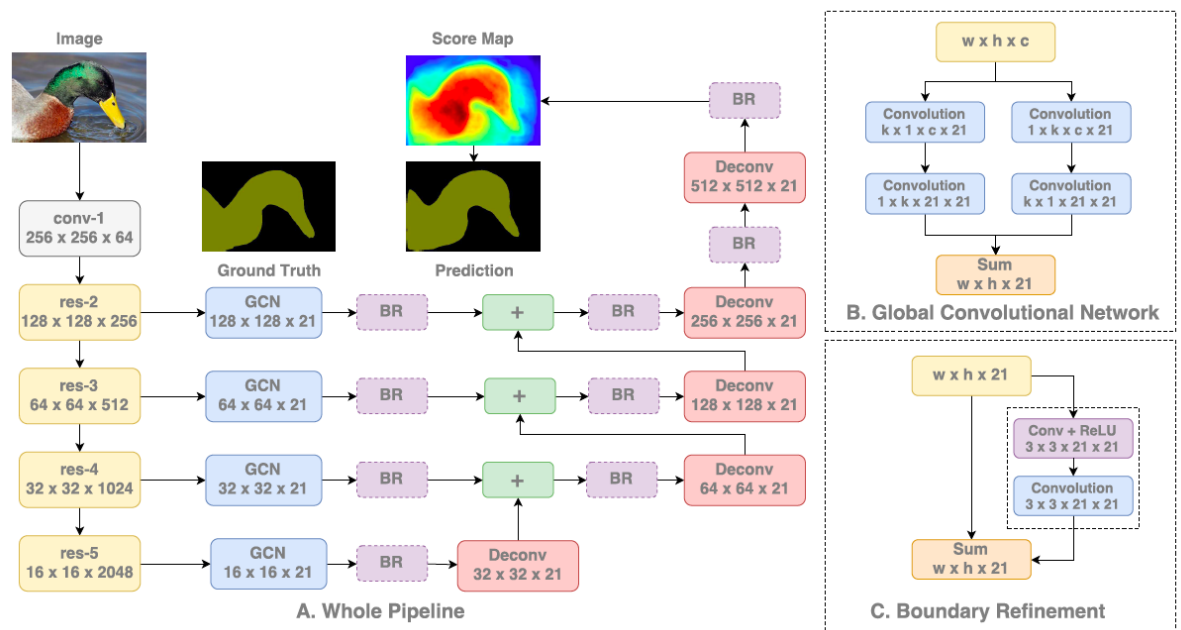 Image
Score Map
conv-1
256 x 256 x 64
Ground Truth
Prediction
BR
Deconv
512 x 512 x 21
BR
res-2
128 x 128 x 256
GCN
128 x 128 x 21
BR
+
BR
Deconv
256 x 256 x 21
res-3
64 x 64 x 512
GCN
64 x 64 x 21
BR
+
BR
Deconv
128 x 128 x 21
res-4
32 x 32 x 1024
GCN
32 x 32 x 21
BR
+
BR
Deconv
64 x 64 x 21
res-5
16 x 16 x 2048
GCN
16 x 16 x 21
BR
Deconv
32 x 32 x 21
A. Whole Pipeline
w x h x c
Convolution
k x 1 x c x 21
Convolution
1 x k x c x 21
Convolution
1 x k x 21 x 21
Convolution
k x 1 x 21 x 21
Sum
w x h x 21
B. Global Convolutional Network
w x h x 21
Conv + ReLU
3 x 3 x 21 x 21
Convolution
3 x 3 x 21 x 21
Sum
w x h x 21
C. Boundary Refinement